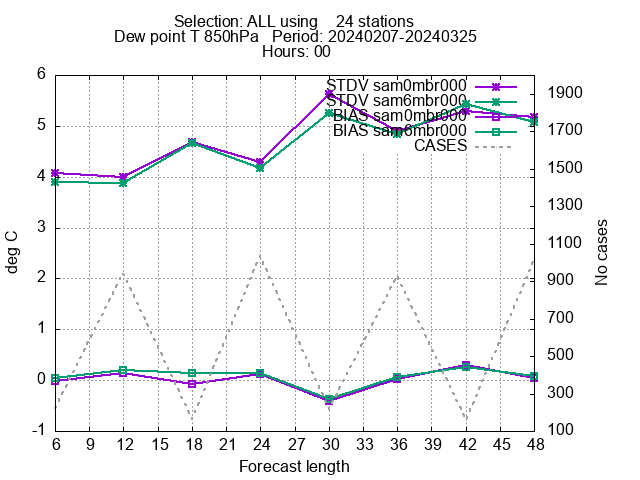 Selection: ALL using    24 stations
Dew point T 850hPa   Period: 20240207-20240325
Hours: 00
STDV sam0mbr000
STDV sam6mbr000
BIAS sam0mbr000
BIAS sam6mbr000
CASES
6
5
4
3
2
1
0
-1
deg C
1900
1700
1500
1300
1100
900
700
500
300
100
No cases
6 9 12 15 18 21 24 27 30 33 36 39 42 45 48
Forecast length